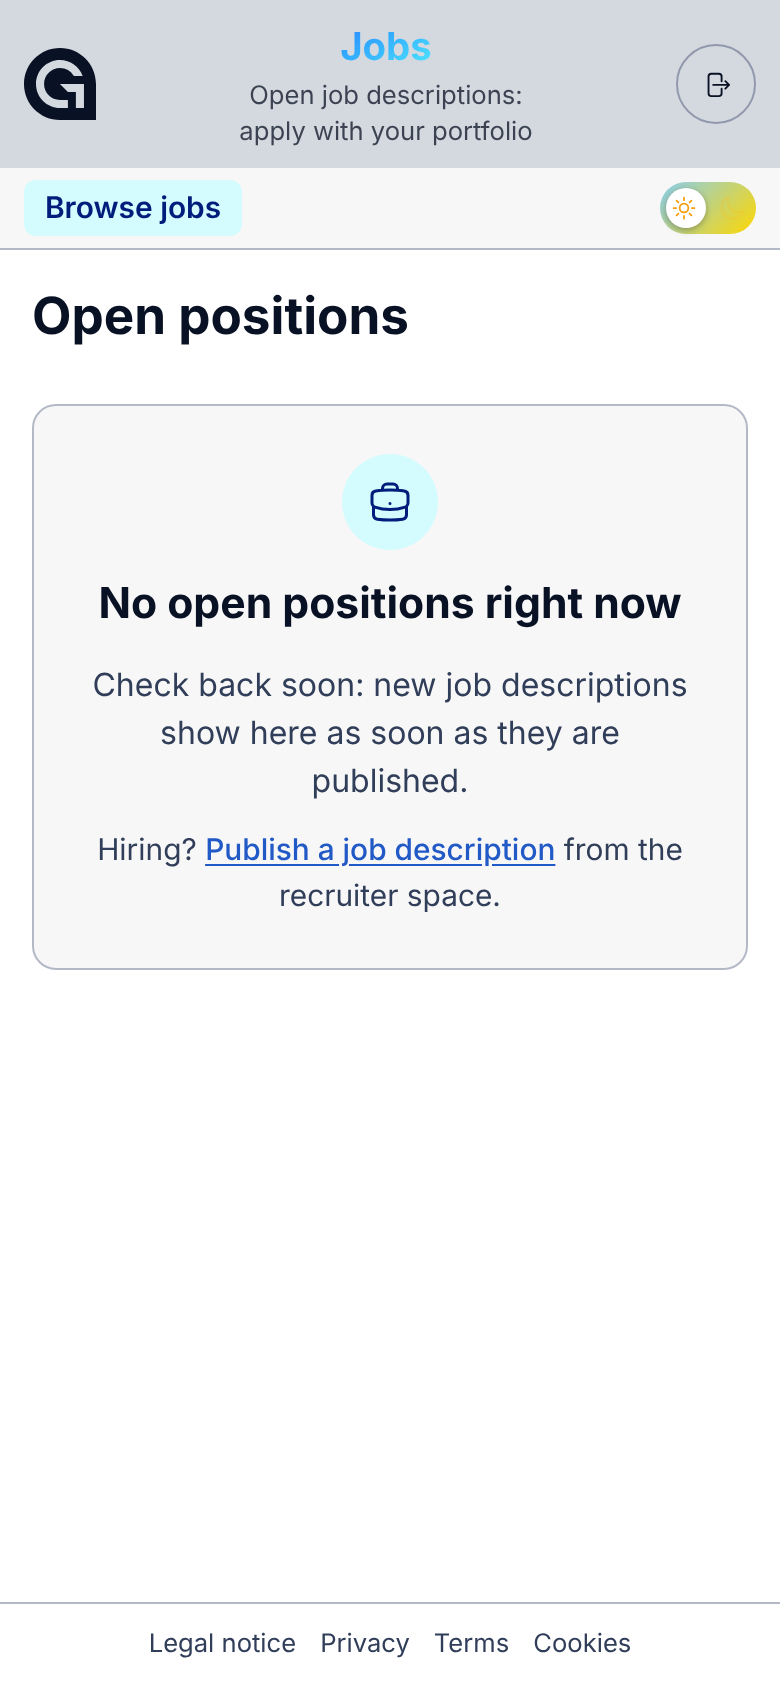 Jobs
Open job descriptions:
apply with your portfolio
Browse jobs
Open positions
No open positions right now
Check back soon: new job descriptions
show here as soon as they are
published.
Hiring? Publish a job description from the
recruiter space.
Legal notice Privacy Terms Cookies